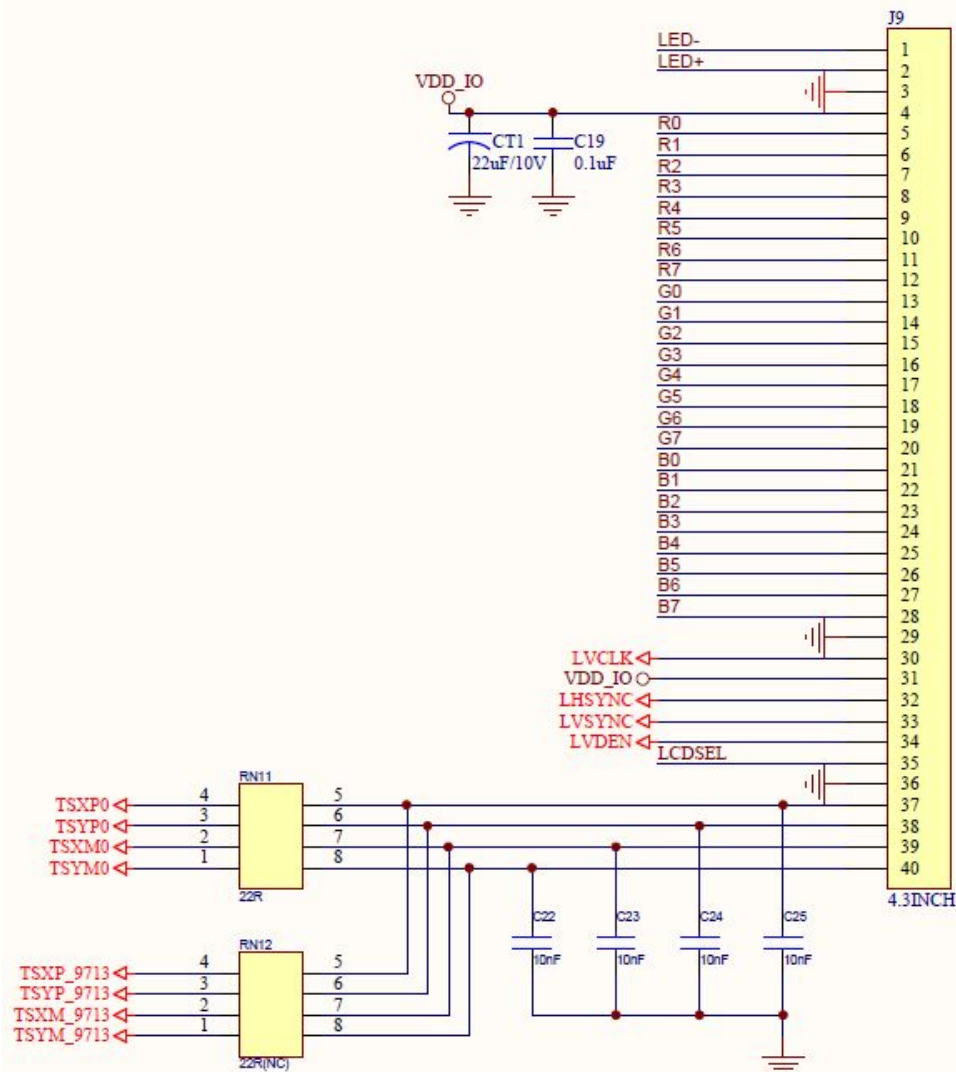 J9
LED- 1
LED+ 2
3
VDD_IO 4
CT1
22uF/10V
C19
0.1uF
R0 5
R1 6
R2 7
R3 8
R4 9
R5 10
R6 11
R7 12
G0 13
G1 14
G2 15
G3 16
G4 17
G5 18
G6 19
G7 20
B0 21
B1 22
B2 23
B3 24
B4 25
B5 26
B6 27
B7 28
29
LVCLK 30
VDD_IO 31
LHSYNC 32
LVSYNC 33
LVDEN 34
LCDSEL 35
36
RN11
TSXP0 4 5 37
TSYP0 3 6 38
TSXM0 2 7 39
TSYM0 1 8 40
22R
4.3INCH
C22 C23 C24 C25
10nF 10nF 10nF 10nF
RN12
TSXP_9713 4 5
TSYP_9713 3 6
TSXM_9713 2 7
TSYM_9713 1 8
22R(NC)